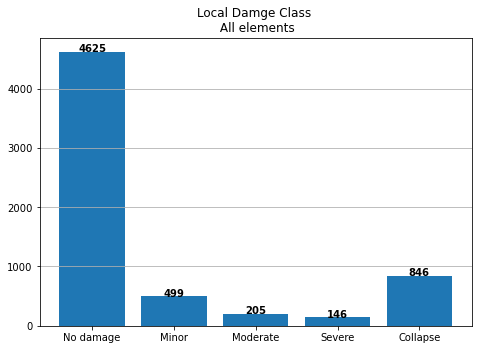 Local Damge Class
All elements
4625
499
205
146
846
4000
3000
2000
1000
0
No damage
Minor
Moderate
Severe
Collapse